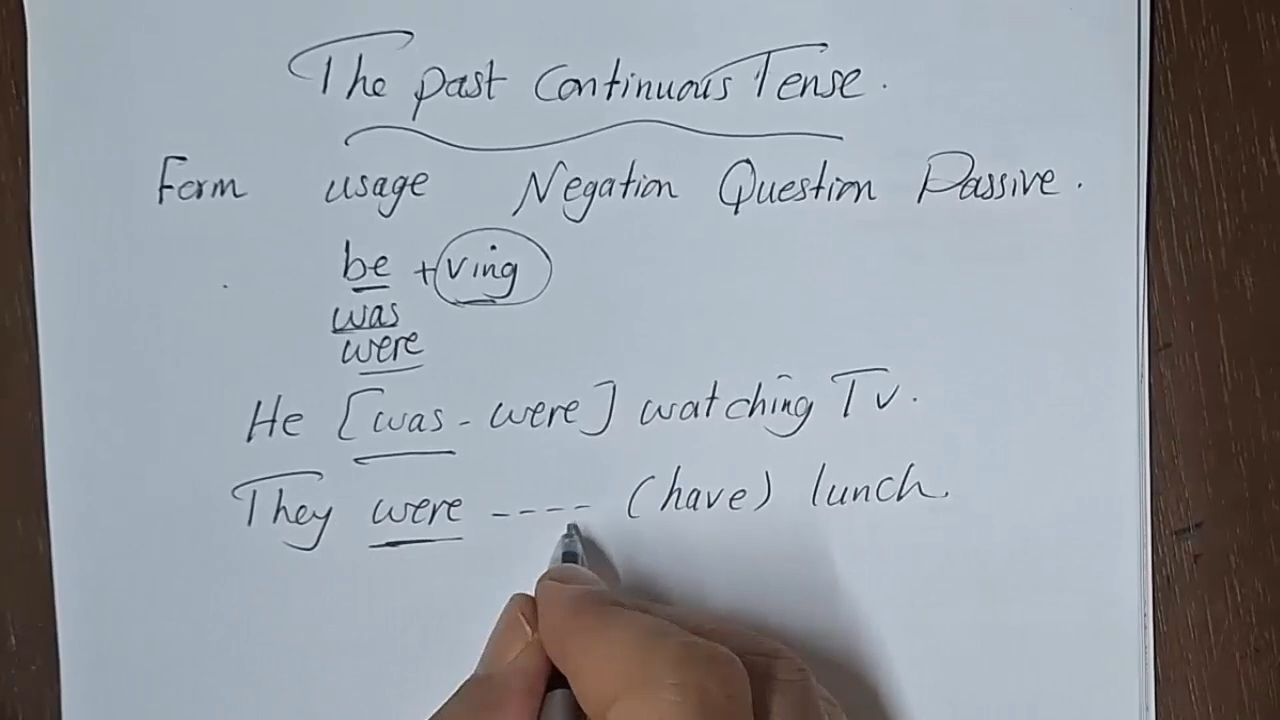 The past Continuous Tense.
Form usage Negation Question Passive.
be + ving
was
were
He [was - were] watching Tv.
They were ---- (have) lunch.